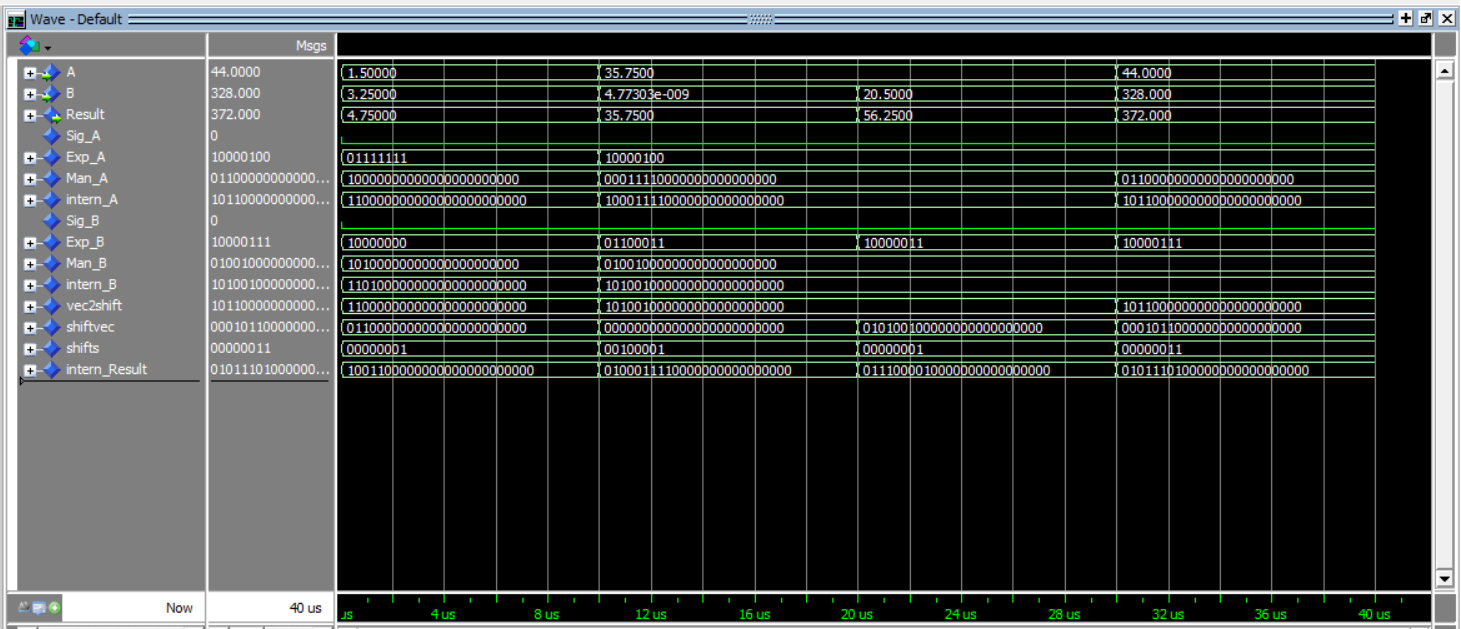 Wave - Default
Msgs
A 44.0000 1.50000 35.7500 44.0000
B 328.000 3.25000 4.77303e-009 20.5000 328.000
Result 372.000 4.75000 35.7500 56.2500 372.000
Sig_A 0
Exp_A 10000100 01111111 10000100
Man_A 01100000000000... 10000000000000000000000 00011110000000000000000 01100000000000000000000
intern_A 10110000000000... 110000000000000000000000 100011110000000000000000 101100000000000000000000
Sig_B 0
Exp_B 10000111 10000000 01100011 10000011 10000111
Man_B 01001000000000... 10100000000000000000000 01001000000000000000000
intern_B 10100100000000... 110100000000000000000000 101001000000000000000000
vec2shift 10110000000000... 110000000000000000000000 101001000000000000000000 101100000000000000000000
shiftvec 00010110000000... 011000000000000000000000 000000000000000000000000 010100100000000000000000 000101100000000000000000
shifts 00000011 00000001 00100001 00000001 00000011
intern_Result 01011101000000... 1001100000000000000000000 0100011110000000000000000 0111000010000000000000000 0101110100000000000000000
Now 40 us us 4 us 8 us 12 us 16 us 20 us 24 us 28 us 32 us 36 us 40 us